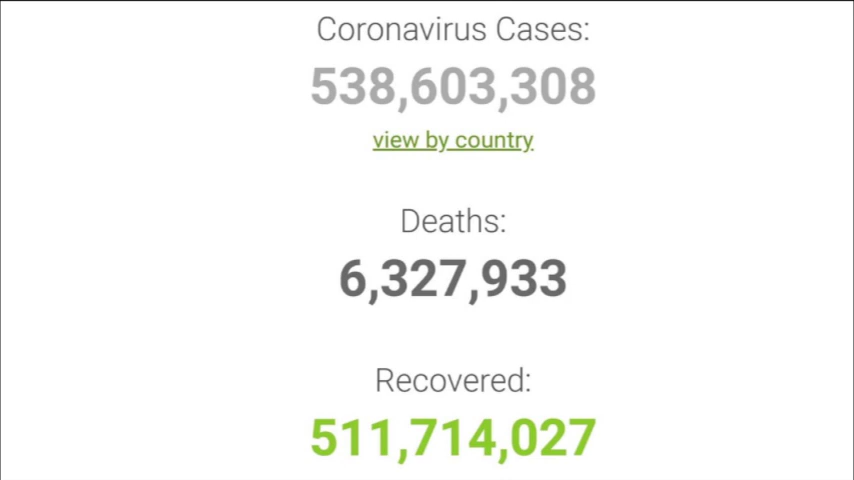 Coronavirus Cases:
538,603,308
view by country
Deaths:
6,327,933
Recovered:
511,714,027